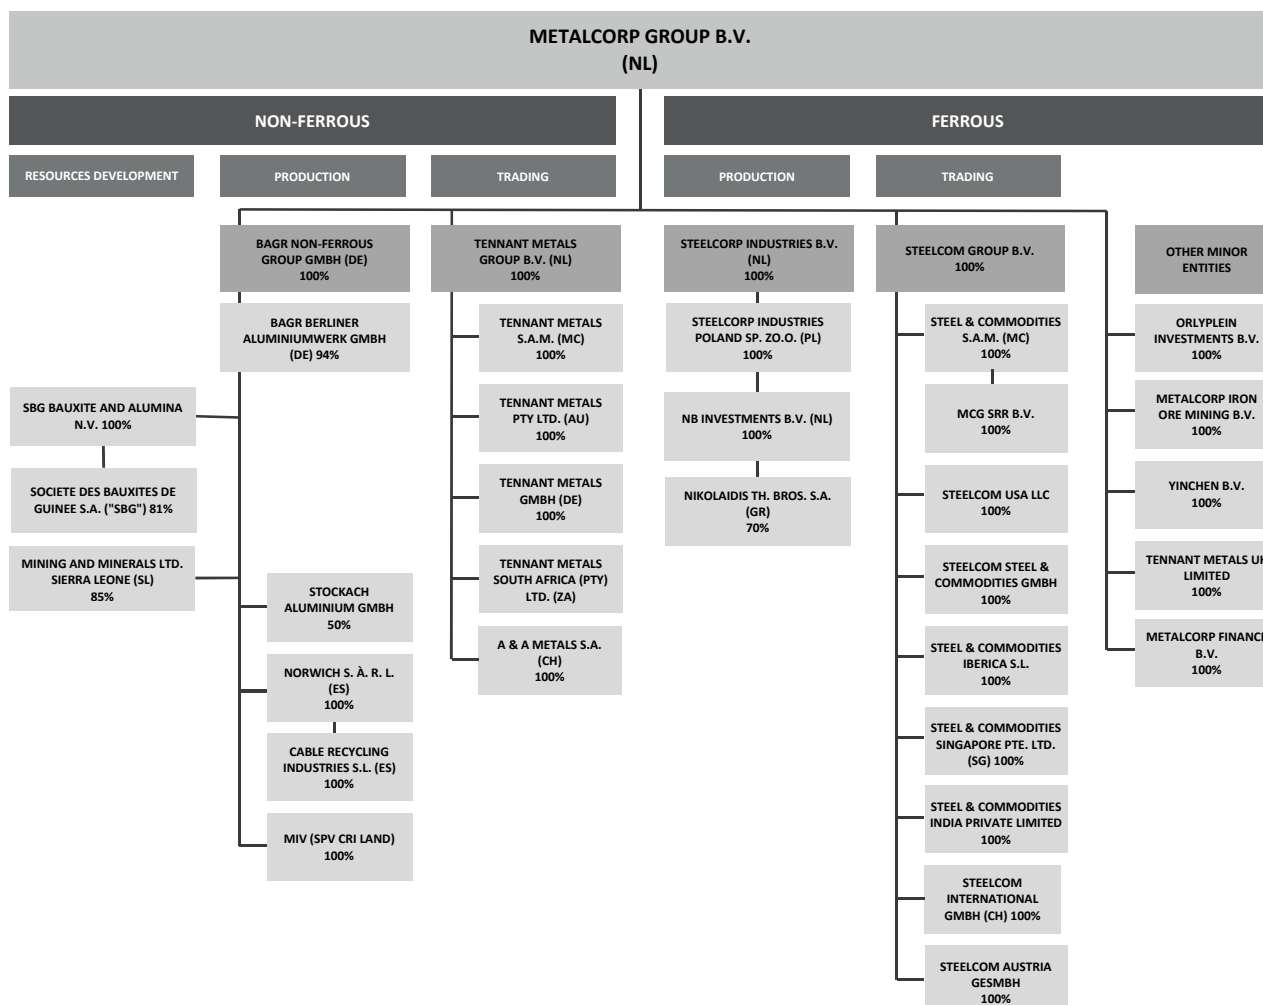 METALCORP GROUP B.V.
(NL)
NON-FERROUS
FERROUS
RESOURCES DEVELOPMENT
PRODUCTION
TRADING
PRODUCTION
TRADING
BAGR NON-FERROUS
GROUP GMBH (DE)
100%
TENNANT METALS
GROUP B.V. (NL)
100%
STEELCORP INDUSTRIES B.V.
(NL)
100%
STEELCOM GROUP B.V.
100%
OTHER MINOR
ENTITIES
BAGR BERLINER
ALUMINIUMWERK GMBH
(DE) 94%
TENNANT METALS
S.A.M. (MC)
100%
STEELCORP INDUSTRIES
POLAND SP. ZO.O. (PL)
100%
STEEL & COMMODITIES
S.A.M. (MC)
100%
ORLYPLEIN
INVESTMENTS B.V.
100%
SBG BAUXITE AND ALUMINA
N.V. 100%
TENNANT METALS
PTY LTD. (AU)
100%
NB INVESTMENTS B.V. (NL)
100%
MCG SRR B.V.
100%
METALCORP IRON
ORE MINING B.V.
100%
SOCIETE DES BAUXITES DE
GUINEE S.A. ("SBG") 81%
TENNANT METALS
GMBH (DE)
100%
NIKOLAIDIS TH. BROS. S.A.
(GR)
70%
STEELCOM USA LLC
100%
YINCHEN B.V.
100%
MINING AND MINERALS LTD.
SIERRA LEONE (SL)
85%
STOCKACH
ALUMINIUM GMBH
50%
TENNANT METALS
SOUTH AFRICA (PTY)
LTD. (ZA)
STEELCOM STEEL &
COMMODITIES GMBH
100%
TENNANT METALS UK
LIMITED
100%
NORWICH S. À. R. L.
(ES)
100%
A & A METALS S.A.
(CH)
100%
STEEL & COMMODITIES
IBERICA S.L.
100%
METALCORP FINANCE
B.V.
100%
CABLE RECYCLING
INDUSTRIES S.L. (ES)
100%
STEEL & COMMODITIES
SINGAPORE PTE. LTD.
(SG) 100%
MIV (SPV CRI LAND)
100%
STEEL & COMMODITIES
INDIA PRIVATE LIMITED
100%
STEELCOM
INTERNATIONAL
GMBH (CH) 100%
STEELCOM AUSTRIA
GESMBH
100%